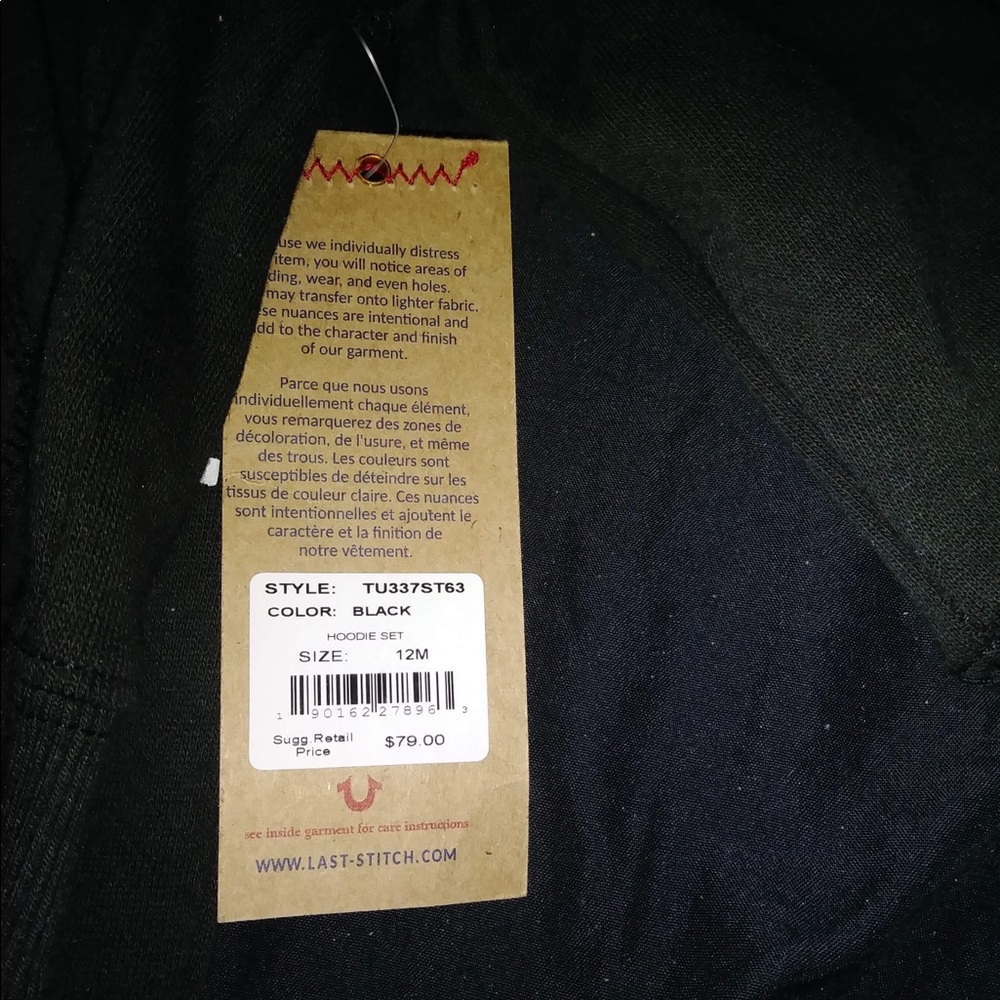 use we individually distress
item, you will notice areas of
ding, wear, and even holes.
may transfer onto lighter fabric.
se nuances are intentional and
dd to the character and finish
of our garment.
Parce que nous usons
individuellement chaque élément,
vous remarquerez des zones de
décoloration, de l'usure, et même
des trous. Les couleurs sont
susceptibles de déteindre sur les
tissus de couleur claire. Ces nuances
sont intentionnelles et ajoutent le
caractère et la finition de
notre vêtement.
STYLE: TU337ST63
COLOR: BLACK
HOODIE SET
SIZE: 12M
1 90162 27896 3
Sugg.Retail
Price $79.00
see inside garment for care instructions
WWW.LAST-STITCH.COM